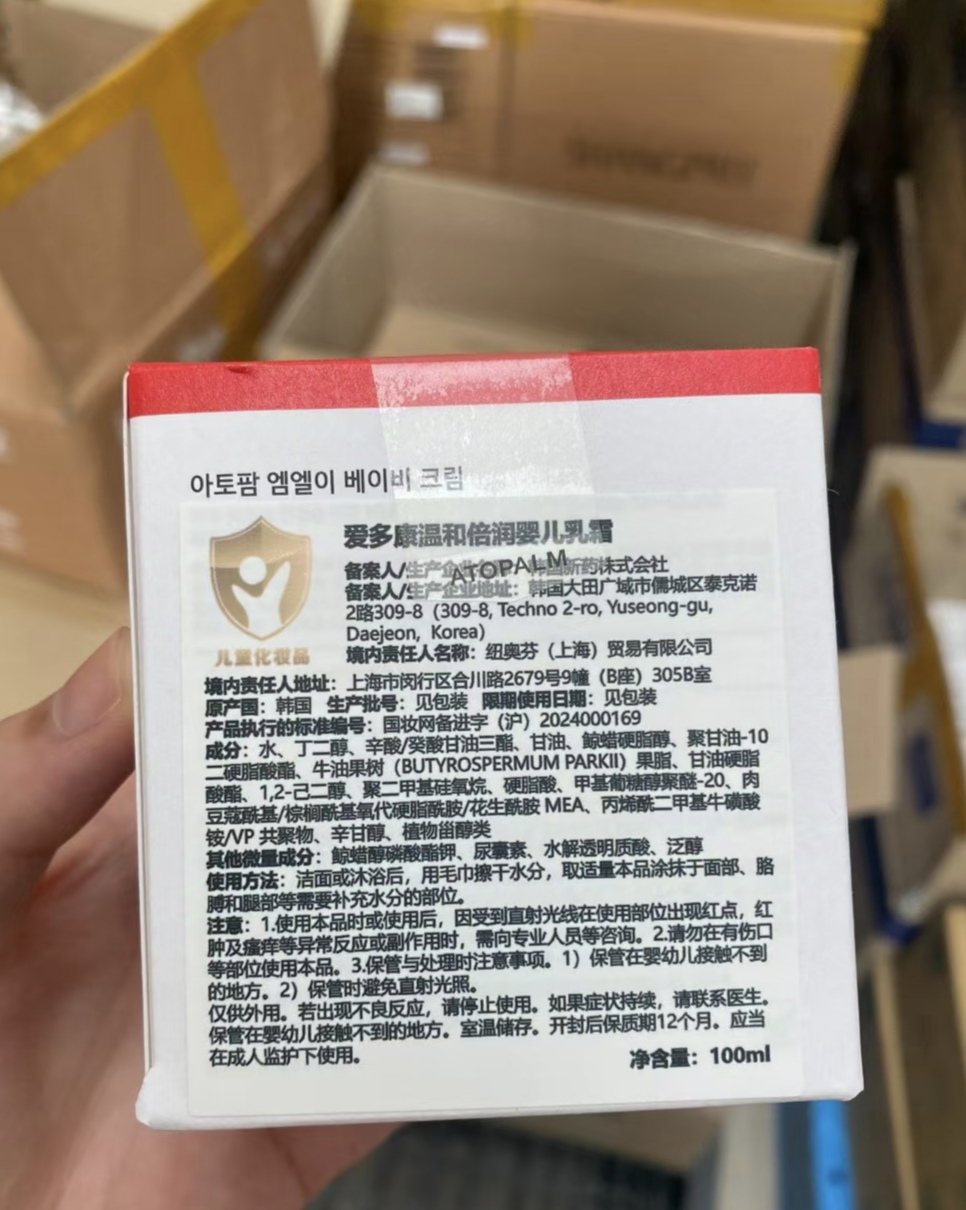 아토팜 엠엘이 베이비 크림
爱多康温和倍润婴儿乳霜
备案人/生产企业 新药株式会社
ATOPALM
备案人/生产企业地址：韩国大田广域市儒城区泰克诺
2路309-8（309-8, Techno 2-ro, Yuseong-gu,
Daejeon, Korea）
儿童化妆品
境内责任人名称：纽奥芬（上海）贸易有限公司
境内责任人地址：上海市闵行区合川路2679号9幢（B座）305B室
原产国：韩国 生产批号：见包装 限期使用日期：见包装
产品执行的标准编号：国妆网备进字（沪）2024000169
成分：水、丁二醇、辛酸/癸酸甘油三酯、甘油、鲸蜡硬脂醇、聚甘油-10
二硬脂酸酯、牛油果树（BUTYROSPERMUM PARKII）果脂、甘油硬脂
酸酯、1,2-己二醇、聚二甲基硅氧烷、硬脂酸、甲基葡糖醇聚醚-20、肉
豆蔻酰基/棕榈酰基氧代硬脂酰胺/花生酰胺 MEA、丙烯酰二甲基牛磺酸
铵/VP 共聚物、辛甘醇、植物甾醇类
其他微量成分：鲸蜡醇磷酸酯钾、尿囊素、水解透明质酸、泛醇
使用方法：洁面或沐浴后，用毛巾擦干水分，取适量本品涂抹于面部、胳
膊和腿部等需要补充水分的部位。
注意：1.使用本品时或使用后，因受到直射光线在使用部位出现红点，红
肿及瘙痒等异常反应或副作用时，需向专业人员等咨询。2.请勿在有伤口
等部位使用本品。3.保管与处理时注意事项。1）保管在婴幼儿接触不到
的地方。2）保管时避免直射光照。
仅供外用。若出现不良反应，请停止使用。如果症状持续，请联系医生。
保管在婴幼儿接触不到的地方。室温储存。开封后保质期12个月。应当
在成人监护下使用。
净含量：100ml